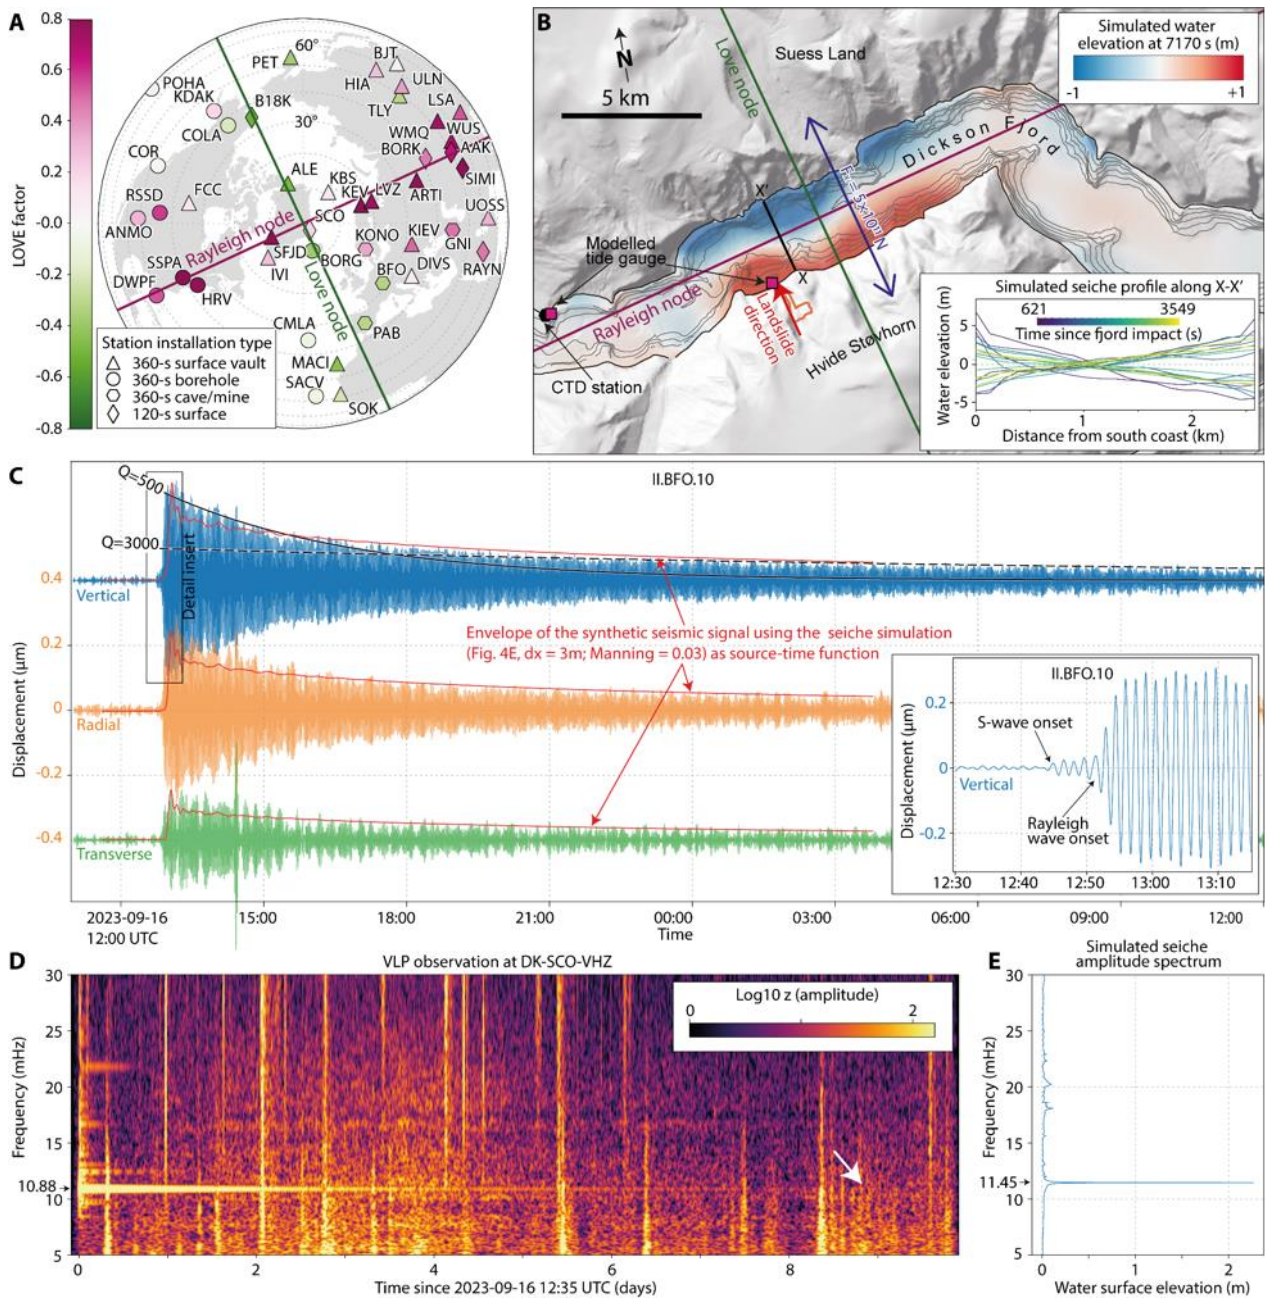 A
0.8
0.6
0.4
0.2
-0.0
-0.2
-0.4
-0.6
-0.8
LOVE factor
60°
30°
PET
BJT
HIA
ULN
TLY
LSA
POHA
KDAK
B18K
COLA
WMQ
WUS
BORK
AAK
COR
SIMI
ALE
KBS
KEV
LVZ
ARTI
RSSD
FCC
UOSS
ANMO
SCO
Rayleigh node
KONO
KIEV
GNI
SFJD
BORG
DIVS
RAYN
SSPA
IVI
BFO
DWPF
HRV
Love node
CMLA
PAB
MACI
SACV
SOK
Station installation type
360-s surface vault
360-s borehole
360-s cave/mine
120-s surface
B
N
5 km
Love node
Suess Land
Simulated water
elevation at 7170 s (m)
-1
+1
Dickson Fjord
X'
X
Modelled
tide gauge
Rayleigh node
Landslide
direction
Hvide Støvhorn
CTD station
Simulated seiche profile along X-X'
621
3549
Time since fjord impact (s)
Water elevation (m)
5
0
-5
0
1
2
Distance from south coast (km)
C
II.BFO.10
Q=500
Q=3000
Detail insert
Displacement (μm)
0.4
0.2
0
-0.2
-0.4
Vertical
Radial
Transverse
Envelope of the synthetic seismic signal using the seiche simulation
(Fig. 4E, dx = 3m; Manning = 0.03) as source-time function
II.BFO.10
Displacement (μm)
0.2
0
-0.2
S-wave onset
Vertical
Rayleigh
wave onset
12:30
12:40
12:50
13:00
13:10
2023-09-16
12:00 UTC
15:00
18:00
21:00
00:00
03:00
06:00
09:00
12:00
Time
D
VLP observation at DK-SCO-VHZ
Log10 z (amplitude)
0
2
Frequency (mHz)
30
25
20
15
10.88
10
5
0
2
4
6
8
Time since 2023-09-16 12:35 UTC (days)
E
Simulated seiche
amplitude spectrum
Frequency (mHz)
30
25
20
15
11.45
10
5
0
1
2
Water surface elevation (m)